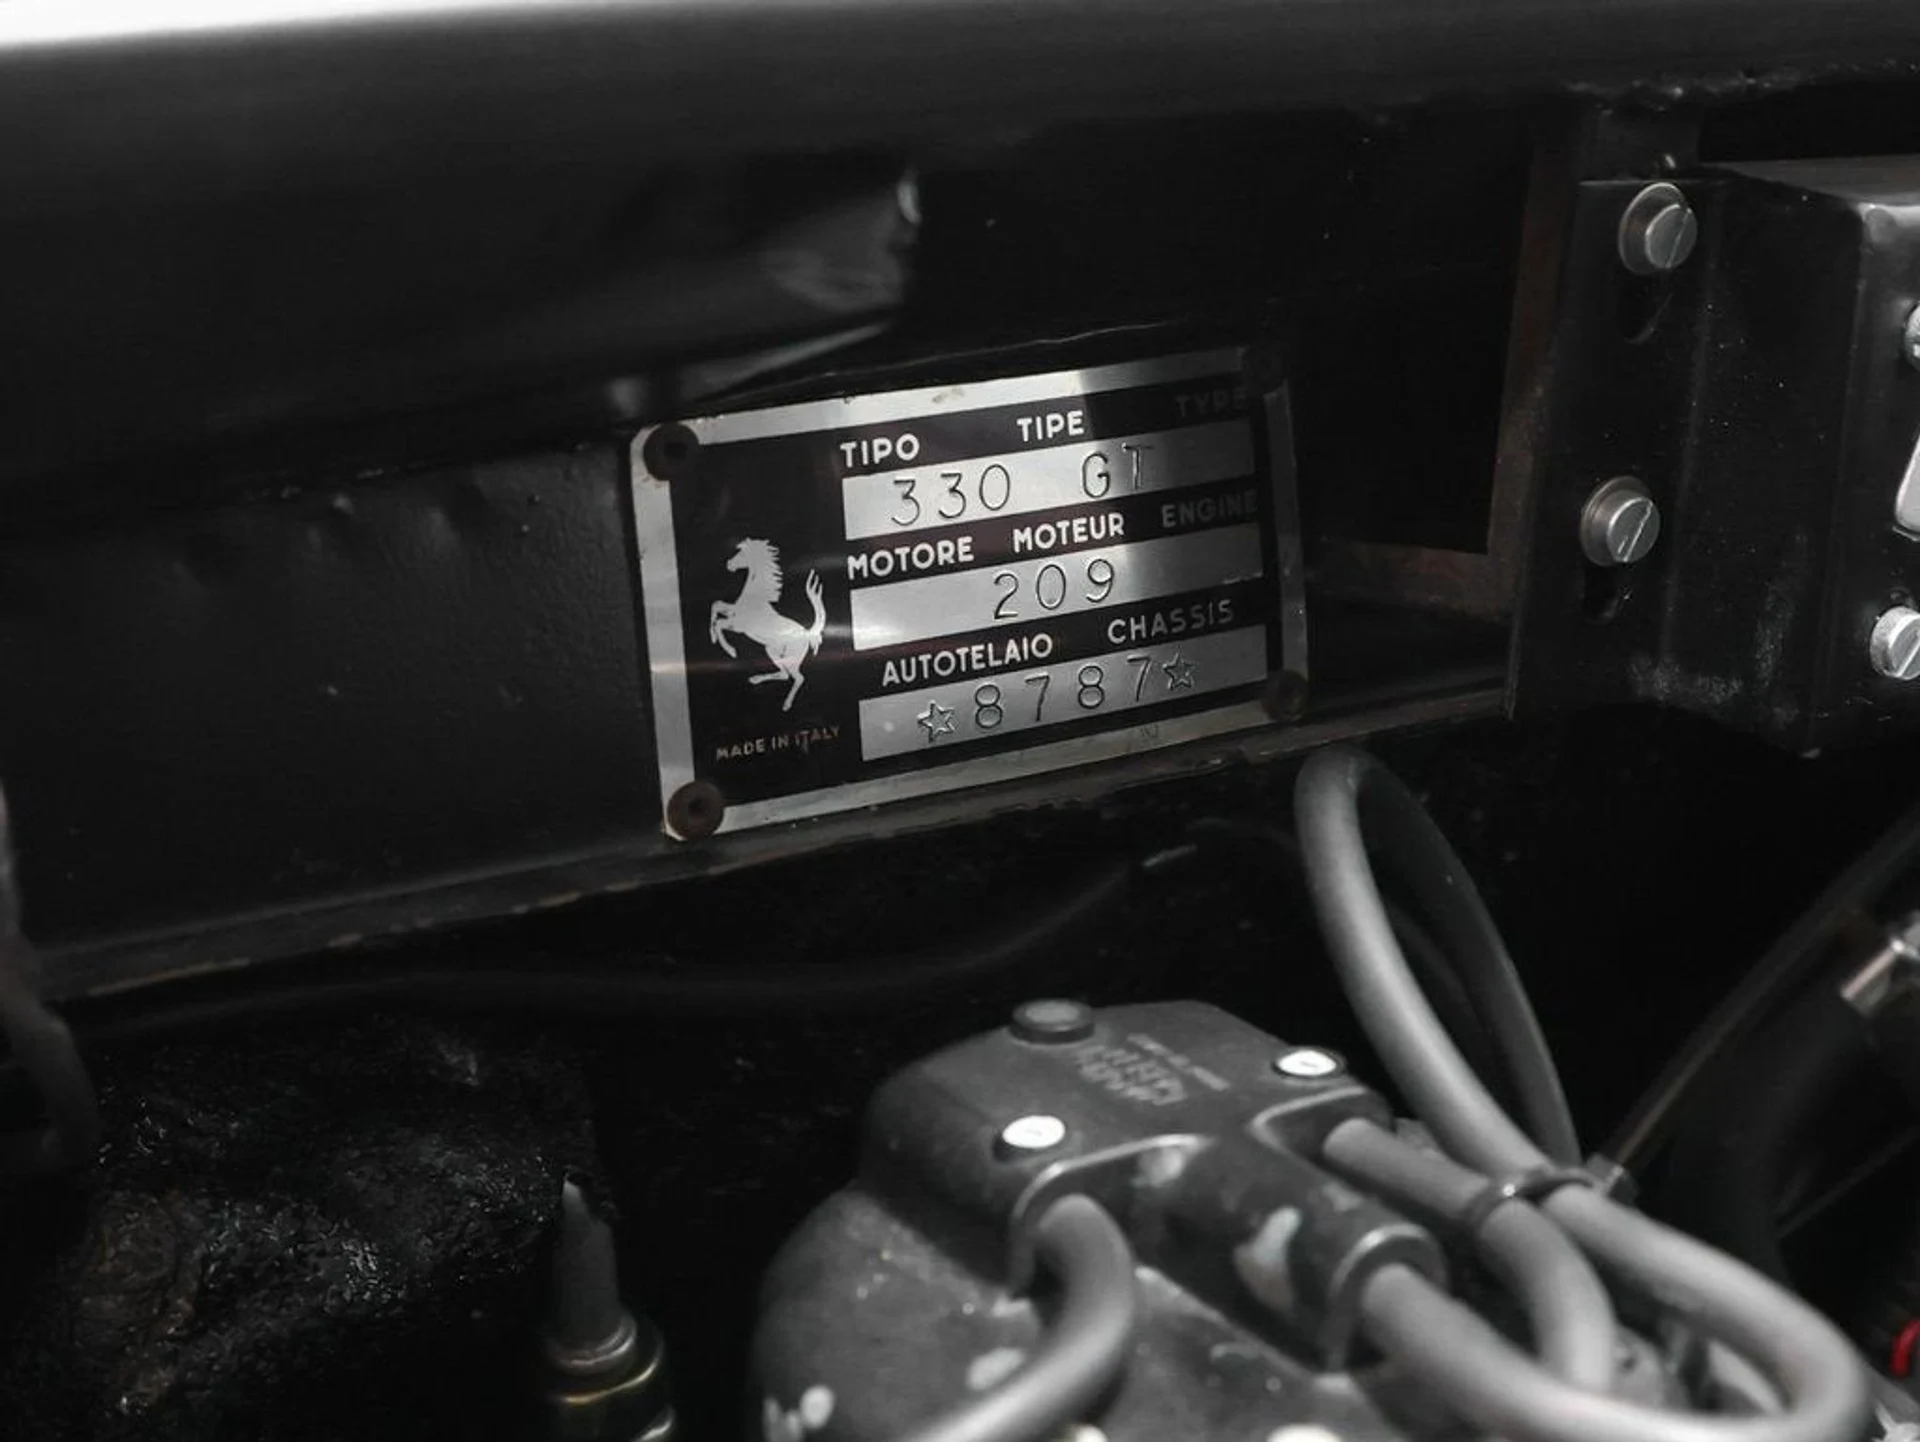 TIPO TIPE TYPE
330 GT
MOTORE MOTEUR ENGINE
209
AUTOTELAIO CHASSIS
☆8787☆
MADE IN ITALY